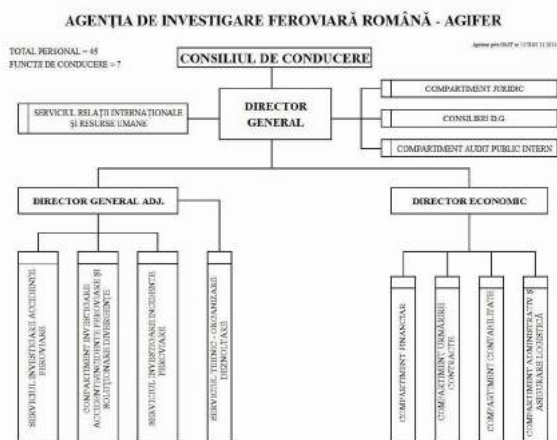 AGENȚIA DE INVESTIGARE FEROVIARĂ ROMÂNĂ - AGIFER
TOTAL PERSONAL = 45
FUNCTII DE CONDUCERE = 7
CONSILIUL DE CONDUCERE
DIRECTOR
GENERAL
SERVICIUL RELAȚII INTERNAȚIONALE
ȘI RESURSE UMANE
COMPARTIMENT JURIDIC
CONSILIERI D.G
COMPARTIMENT AUDIT PUBLIC INTERN
DIRECTOR GENERAL ADJ.
DIRECTOR ECONOMIC
SERVICIUL INVESTIGARE ACCIDENTE
FEROVIARE
COMPARTIMENT INVESTIGARE
ACCIDENTE/INCIDENTE FEROVIARE ȘI
SOLUȚIONARE DIVERGENȚE
SERVICIUL INVESTIGARE INCIDENTE
FEROVIARE
SERVICIUL TEHNIC - ORGANIZARE
DEZVOLTARE
COMPARTIMENT FINANCIAR
COMPARTIMENT URMĂRIRE
CONTRACTE
COMPARTIMENT CONTABILITATE
COMPARTIMENT ADMINISTRATIV ȘI
ASIGURARE LOGISTICĂ